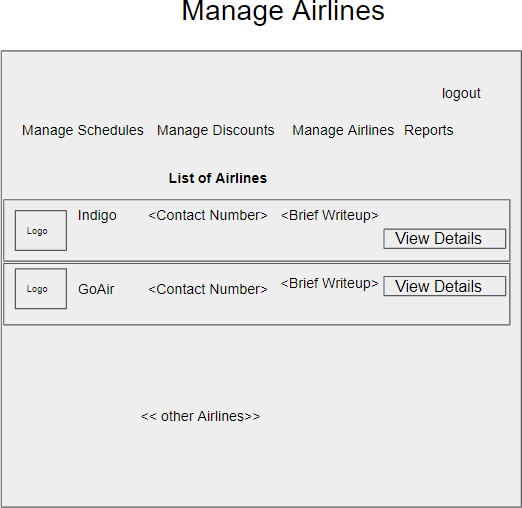 Manage Airlines
logout
Manage Schedules Manage Discounts Manage Airlines Reports
List of Airlines
Logo Indigo <Contact Number> <Brief Writeup>
View Details
Logo GoAir <Contact Number> <Brief Writeup> View Details
<< other Airlines>>